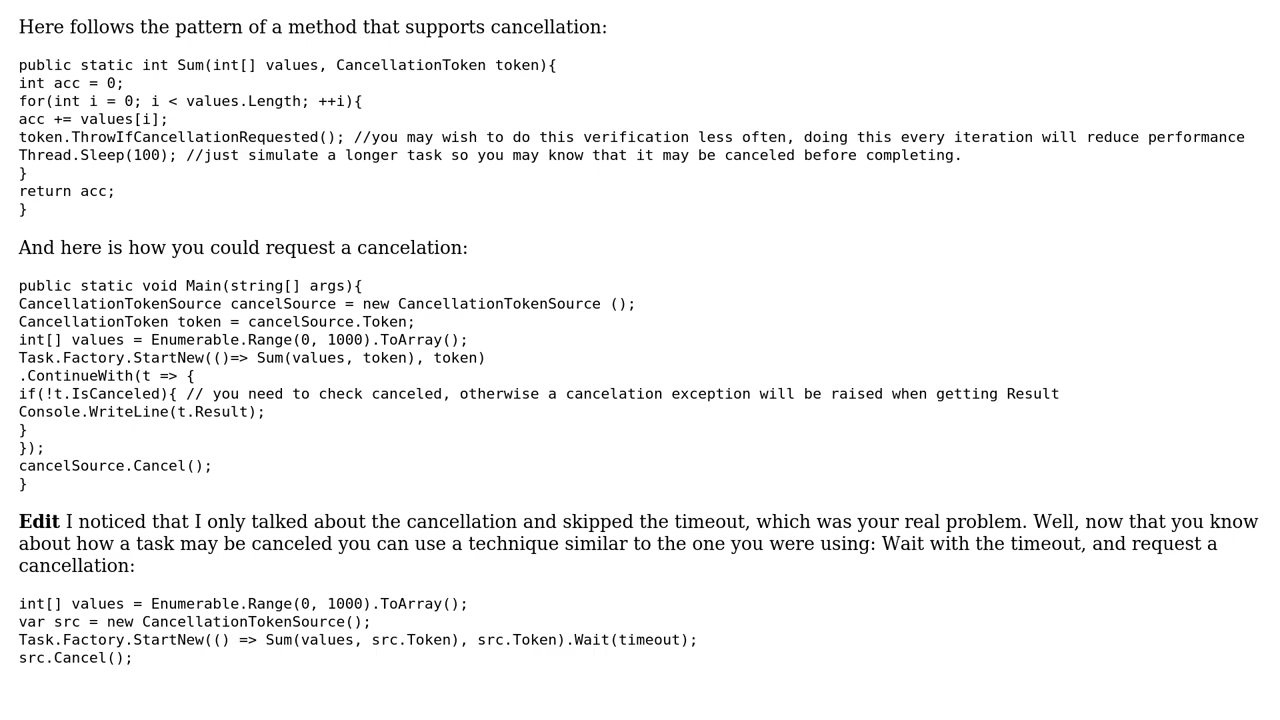 Here follows the pattern of a method that supports cancellation:
public static int Sum(int[] values, CancellationToken token){
int acc = 0;
for(int i = 0; i < values.Length; ++i){
acc += values[i];
token.ThrowIfCancellationRequested(); //you may wish to do this verification less often, doing this every iteration will reduce performance
Thread.Sleep(100); //just simulate a longer task so you may know that it may be canceled before completing.
}
return acc;
}
And here is how you could request a cancelation:
public static void Main(string[] args){
CancellationTokenSource cancelSource = new CancellationTokenSource ();
CancellationToken token = cancelSource.Token;
int[] values = Enumerable.Range(0, 1000).ToArray();
Task.Factory.StartNew(()=> Sum(values, token), token)
.ContinueWith(t => {
if(!t.IsCanceled){ // you need to check canceled, otherwise a cancelation exception will be raised when getting Result
Console.WriteLine(t.Result);
}
});
cancelSource.Cancel();
}
Edit I noticed that I only talked about the cancellation and skipped the timeout, which was your real problem. Well, now that you know
about how a task may be canceled you can use a technique similar to the one you were using: Wait with the timeout, and request a
cancellation:
int[] values = Enumerable.Range(0, 1000).ToArray();
var src = new CancellationTokenSource();
Task.Factory.StartNew(() => Sum(values, src.Token), src.Token).Wait(timeout);
src.Cancel();